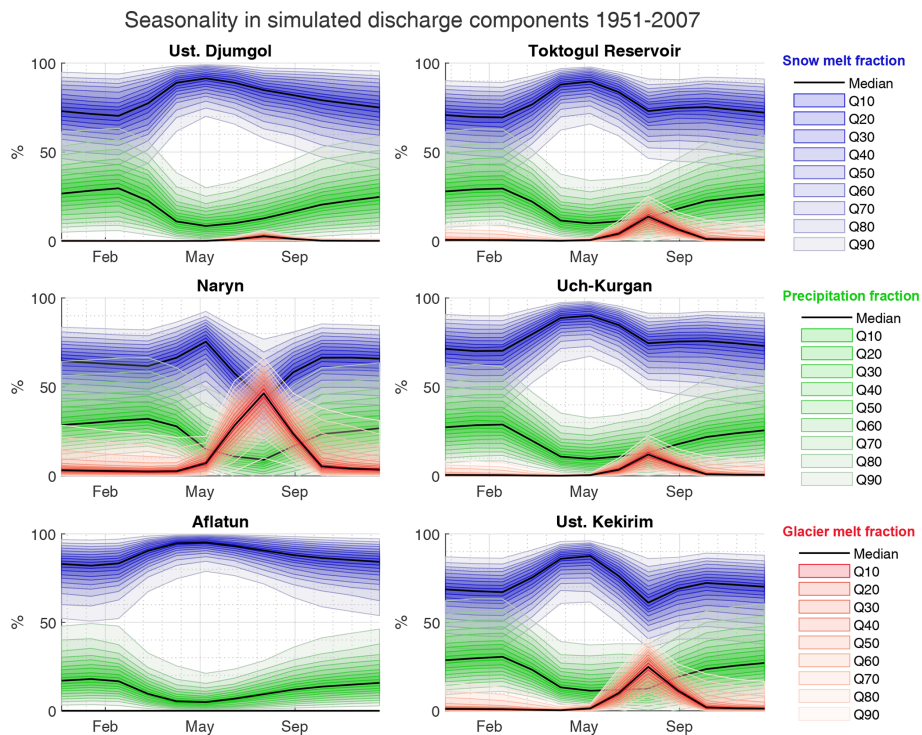 Seasonality in simulated discharge components 1951-2007
Ust. Djumgol
100
50
0
%
Feb
May
Sep
Toktogul Reservoir
100
50
0
%
Feb
May
Sep
Naryn
100
50
0
%
Feb
May
Sep
Uch-Kurgan
100
50
0
%
Feb
May
Sep
Aflatun
100
50
0
%
Feb
May
Sep
Ust. Kekirim
100
50
0
%
Feb
May
Sep
Snow melt fraction
Median
Q10
Q20
Q30
Q40
Q50
Q60
Q70
Q80
Q90
Precipitation fraction
Median
Q10
Q20
Q30
Q40
Q50
Q60
Q70
Q80
Q90
Glacier melt fraction
Median
Q10
Q20
Q30
Q40
Q50
Q60
Q70
Q80
Q90